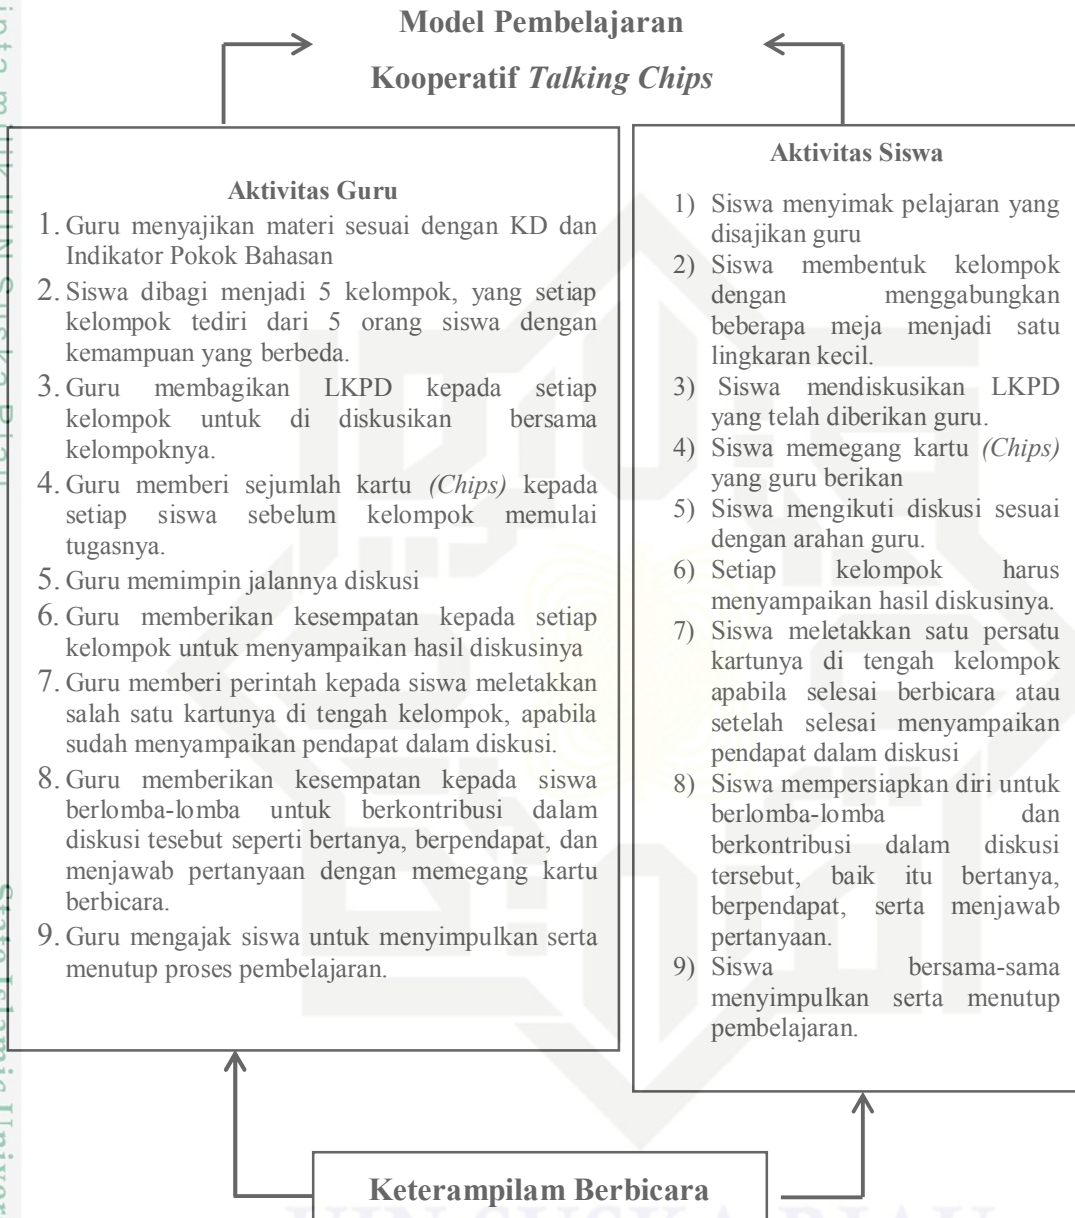 Model Pembelajaran
Kooperatif Talking Chips
Aktivitas Guru
1. Guru menyajikan materi sesuai dengan KD dan
Indikator Pokok Bahasan
2. Siswa dibagi menjadi 5 kelompok, yang setiap
kelompok tediri dari 5 orang siswa dengan
kemampuan yang berbeda.
3. Guru membagikan LKPD kepada setiap
kelompok untuk di diskusikan bersama
kelompoknya.
4. Guru memberi sejumlah kartu (Chips) kepada
setiap siswa sebelum kelompok memulai
tugasnya.
5. Guru memimpin jalannya diskusi
6. Guru memberikan kesempatan kepada setiap
kelompok untuk menyampaikan hasil diskusinya
7. Guru memberi perintah kepada siswa meletakkan
salah satu kartunya di tengah kelompok, apabila
sudah menyampaikan pendapat dalam diskusi.
8. Guru memberikan kesempatan kepada siswa
berlomba-lomba untuk berkontribusi dalam
diskusi tesebut seperti bertanya, berpendapat, dan
menjawab pertanyaan dengan memegang kartu
berbicara.
9. Guru mengajak siswa untuk menyimpulkan serta
menutup proses pembelajaran.
Aktivitas Siswa
1) Siswa menyimak pelajaran yang
disajikan guru
2) Siswa membentuk kelompok
dengan menggabungkan
beberapa meja menjadi satu
lingkaran kecil.
3) Siswa mendiskusikan LKPD
yang telah diberikan guru.
4) Siswa memegang kartu (Chips)
yang guru berikan
5) Siswa mengikuti diskusi sesuai
dengan arahan guru.
6) Setiap kelompok harus
menyampaikan hasil diskusinya.
7) Siswa meletakkan satu persatu
kartunya di tengah kelompok
apabila selesai berbicara atau
setelah selesai menyampaikan
pendapat dalam diskusi
8) Siswa mempersiapkan diri untuk
berlomba-lomba dan
berkontribusi dalam diskusi
tersebut, baik itu bertanya,
berpendapat, serta menjawab
pertanyaan.
9) Siswa bersama-sama
menyimpulkan serta menutup
pembelajaran.
Keterampilam Berbicara